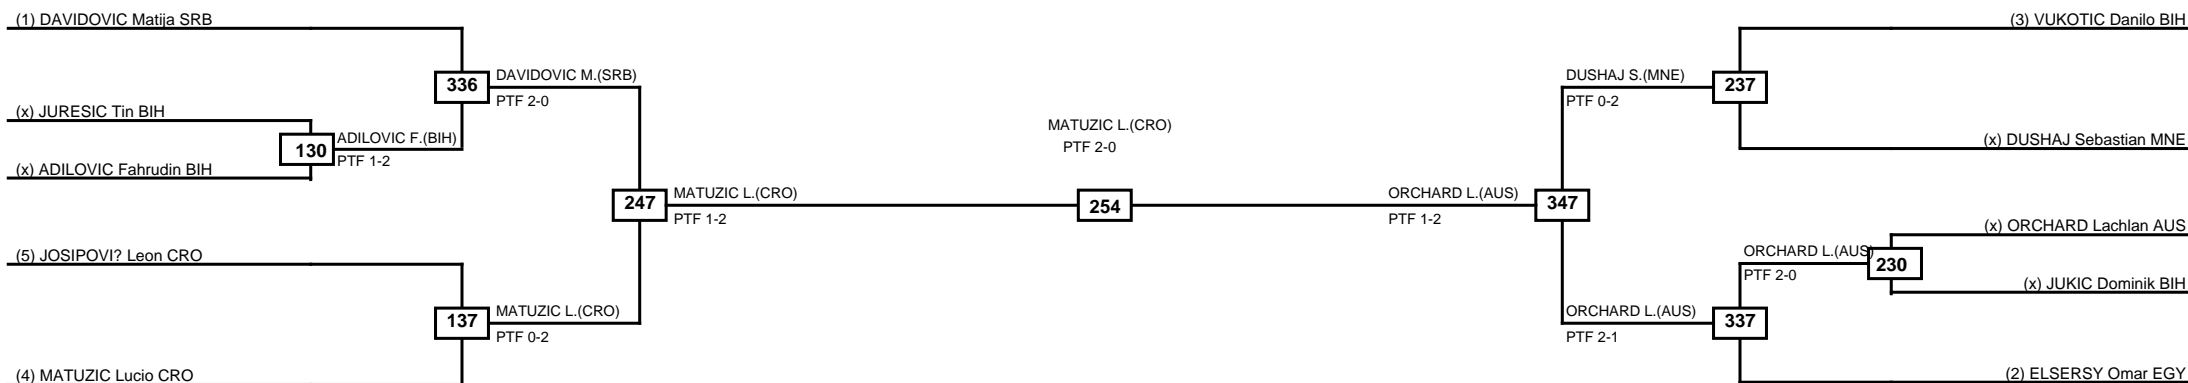 (1) DAVIDOVIC Matija SRB
(3) VUKOTIC Danilo BIH
336
DAVIDOVIC M.(SRB)
PTF 2-0
DUSHAJ S.(MNE)
PTF 0-2
237
(x) JURESIC Tin BIH
130
ADILOVIC F.(BIH)
PTF 1-2
(x) ADILOVIC Fahrudin BIH
MATUZIC L.(CRO)
PTF 2-0
(x) DUSHAJ Sebastian MNE
247
MATUZIC L.(CRO)
PTF 1-2
254
ORCHARD L.(AUS)
PTF 1-2
347
(x) ORCHARD Lachlan AUS
(5) JOSIPOVI? Leon CRO
ORCHARD L.(AUS)
PTF 2-0
230
(x) JUKIC Dominik BIH
137
MATUZIC L.(CRO)
PTF 0-2
ORCHARD L.(AUS)
PTF 2-1
337
(4) MATUZIC Lucio CRO
(2) ELSERSY Omar EGY